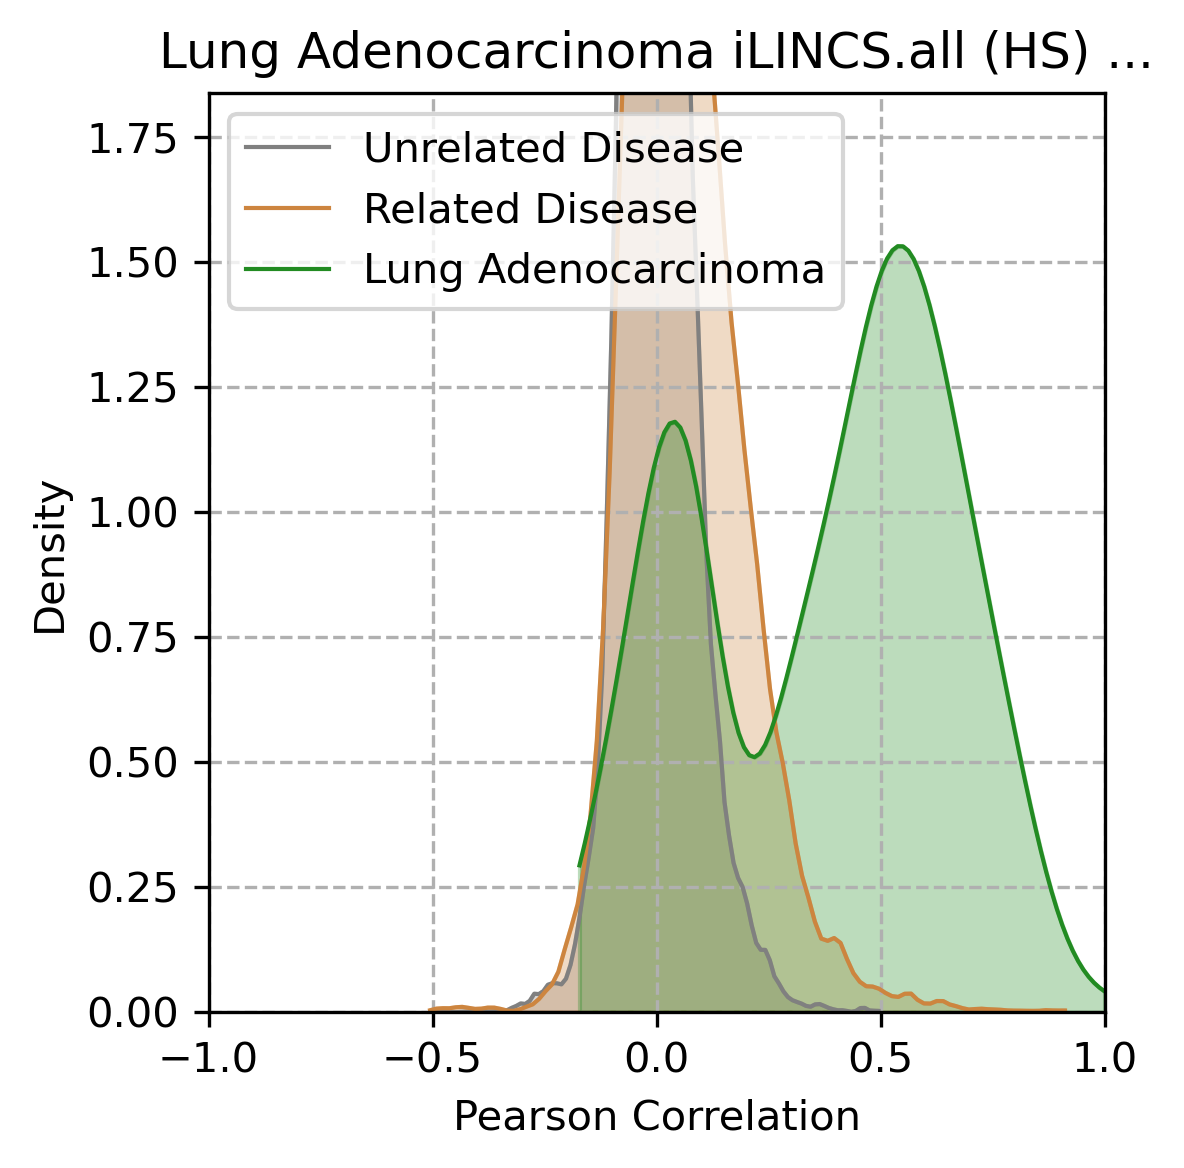 Lung Adenocarcinoma iLINCS.all (HS) ...
Unrelated Disease
Related Disease
Lung Adenocarcinoma
1.75
1.50
1.25
1.00
0.75
0.50
0.25
0.00
Density
−1.0
−0.5
0.0
0.5
1.0
Pearson Correlation